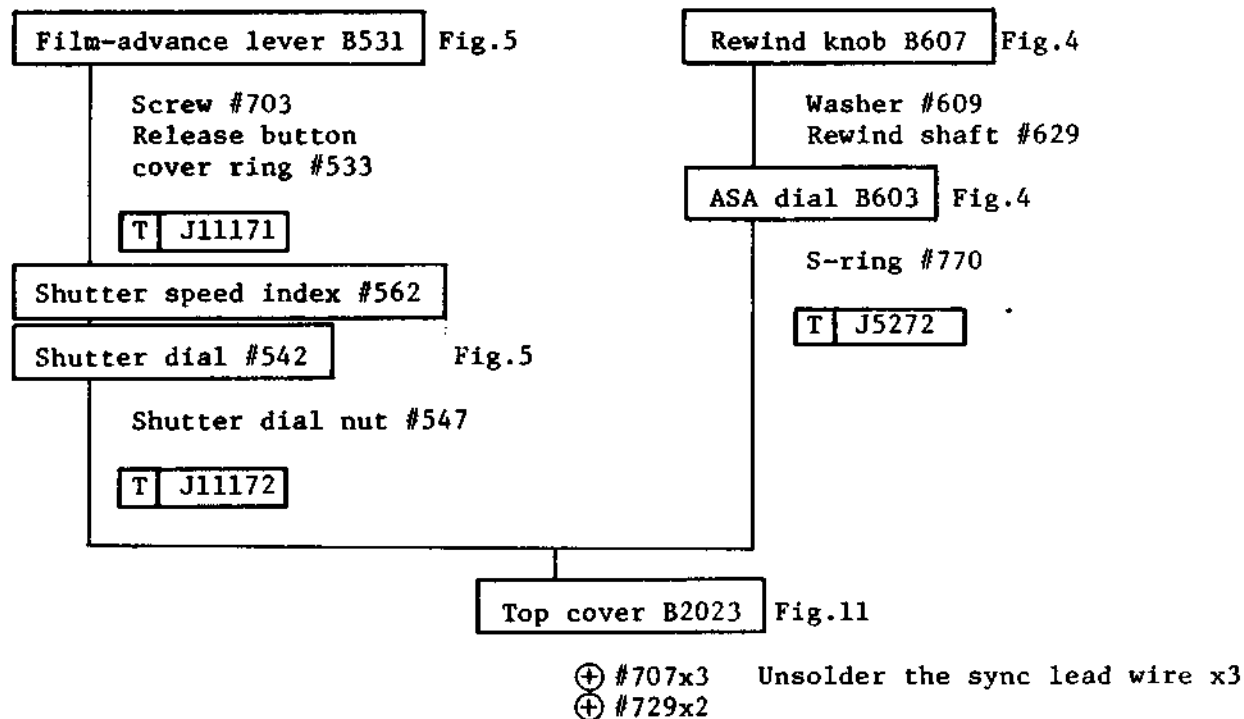 Film-advance lever B531 Fig.5
Screw #703
Release button
cover ring #533
T J11171
Shutter speed index #562
Shutter dial #542 Fig.5
Shutter dial nut #547
T J11172
Rewind knob B607 Fig.4
Washer #609
Rewind shaft #629
ASA dial B603 Fig.4
S-ring #770
T J5272
Top cover B2023 Fig.11
⊕ #707x3 Unsolder the sync lead wire x3
⊕ #729x2